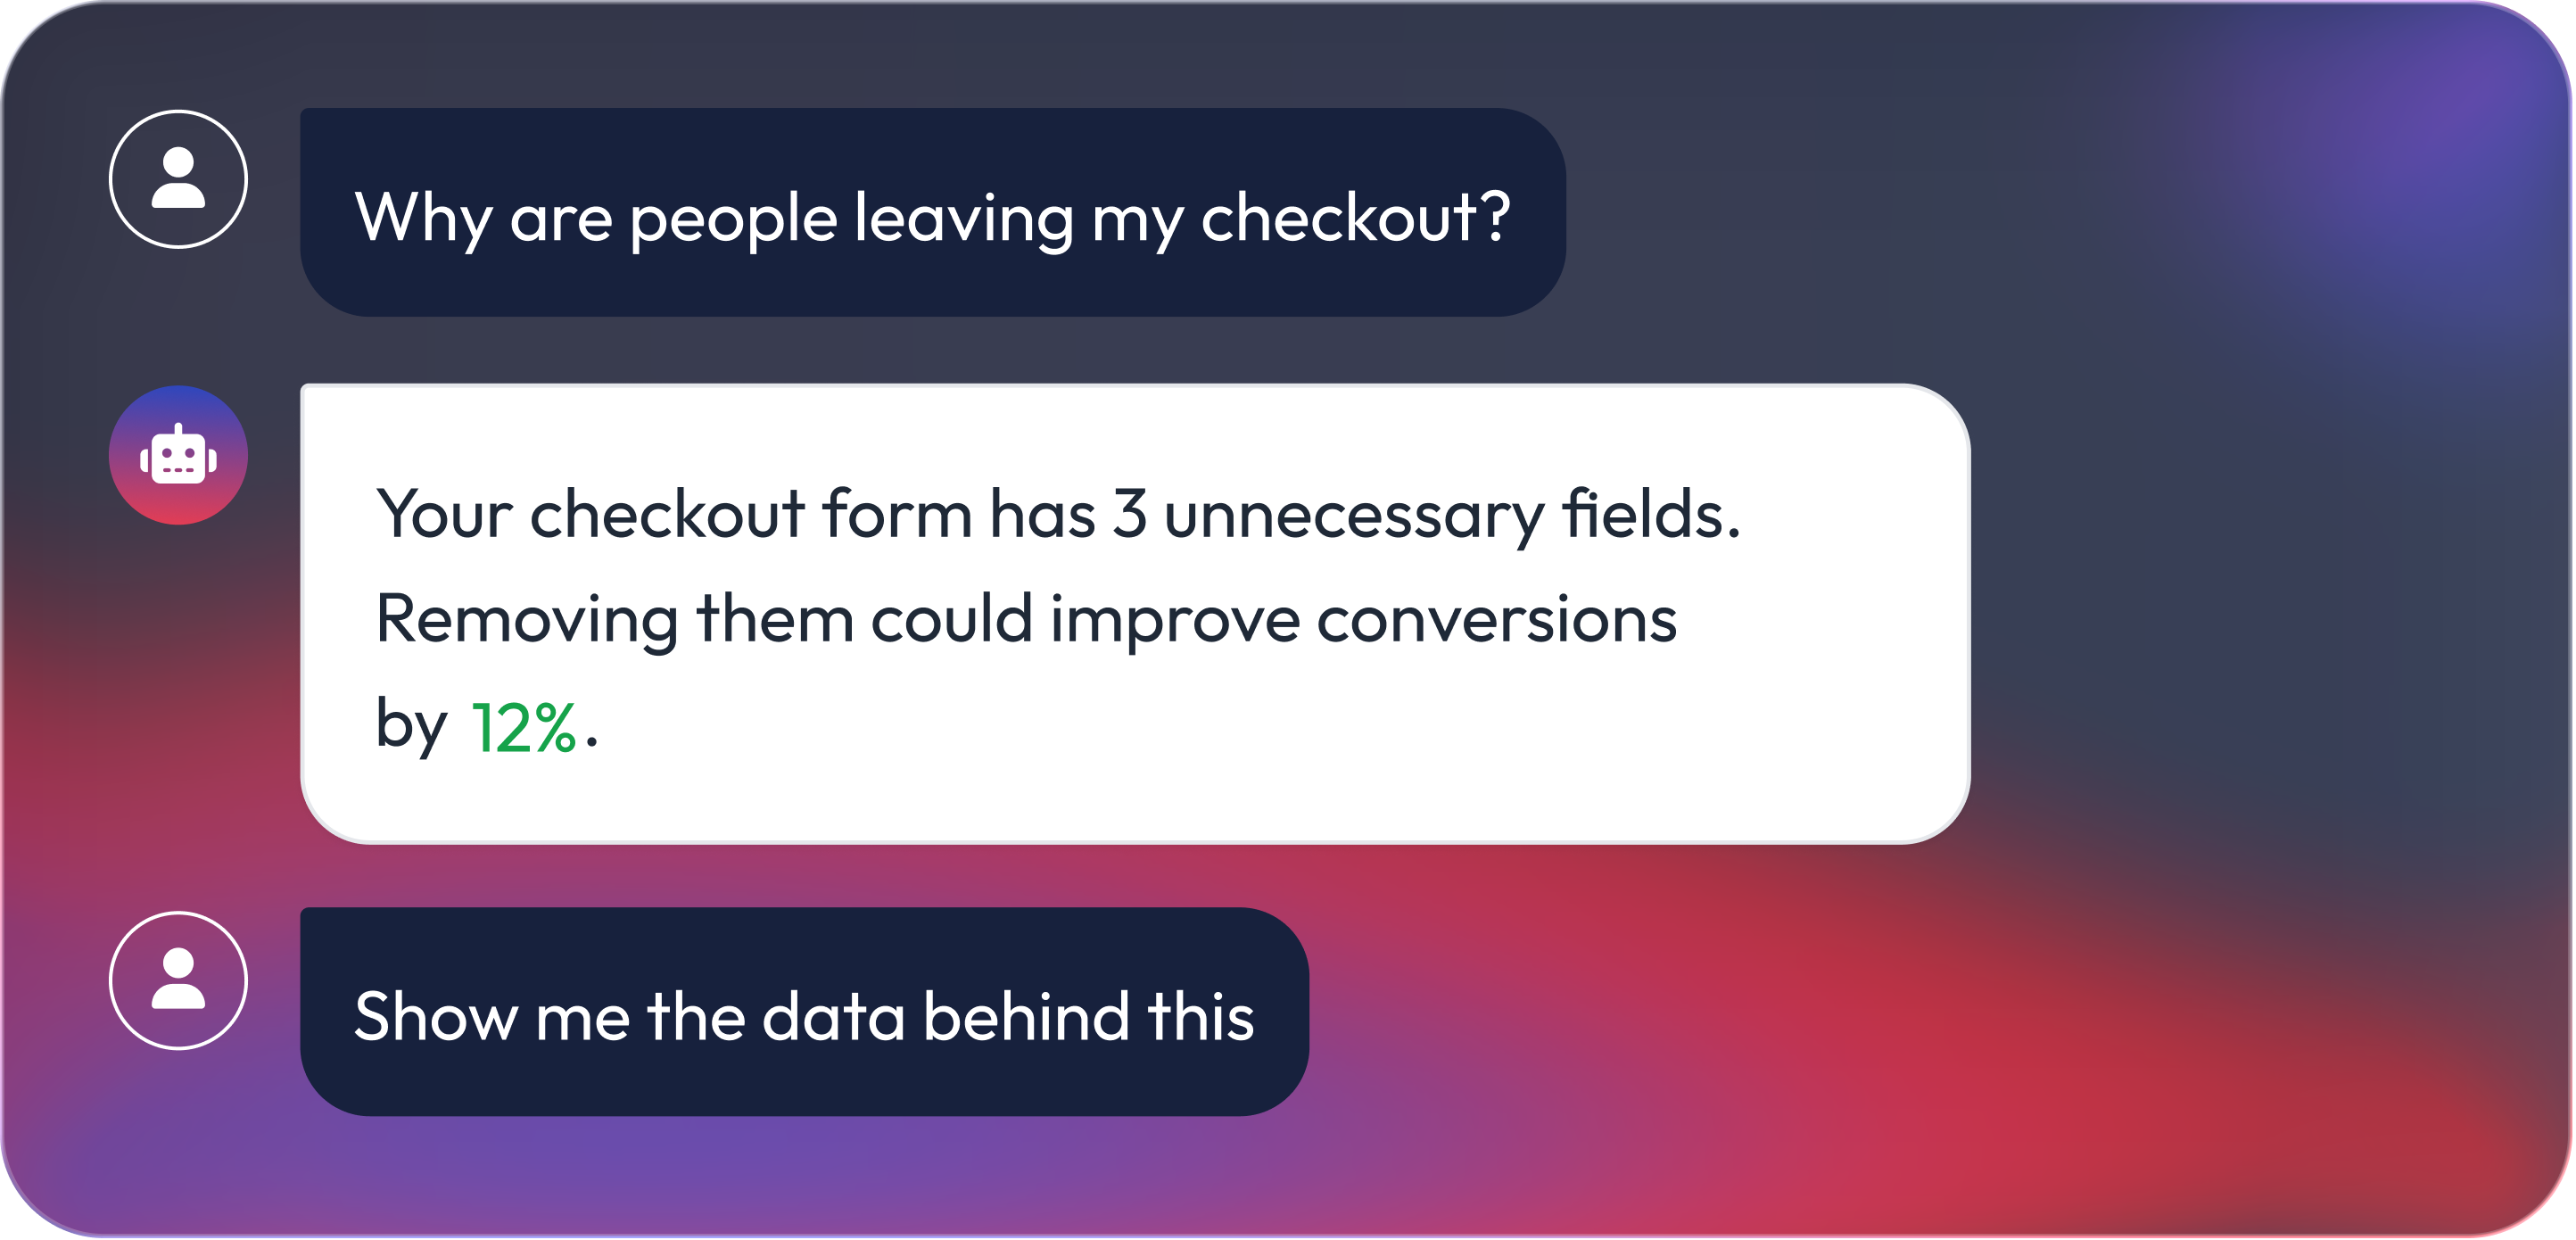 Why are people leaving my checkout?
Your checkout form has 3 unnecessary fields.
Removing them could improve conversions
by 12%.
Show me the data behind this